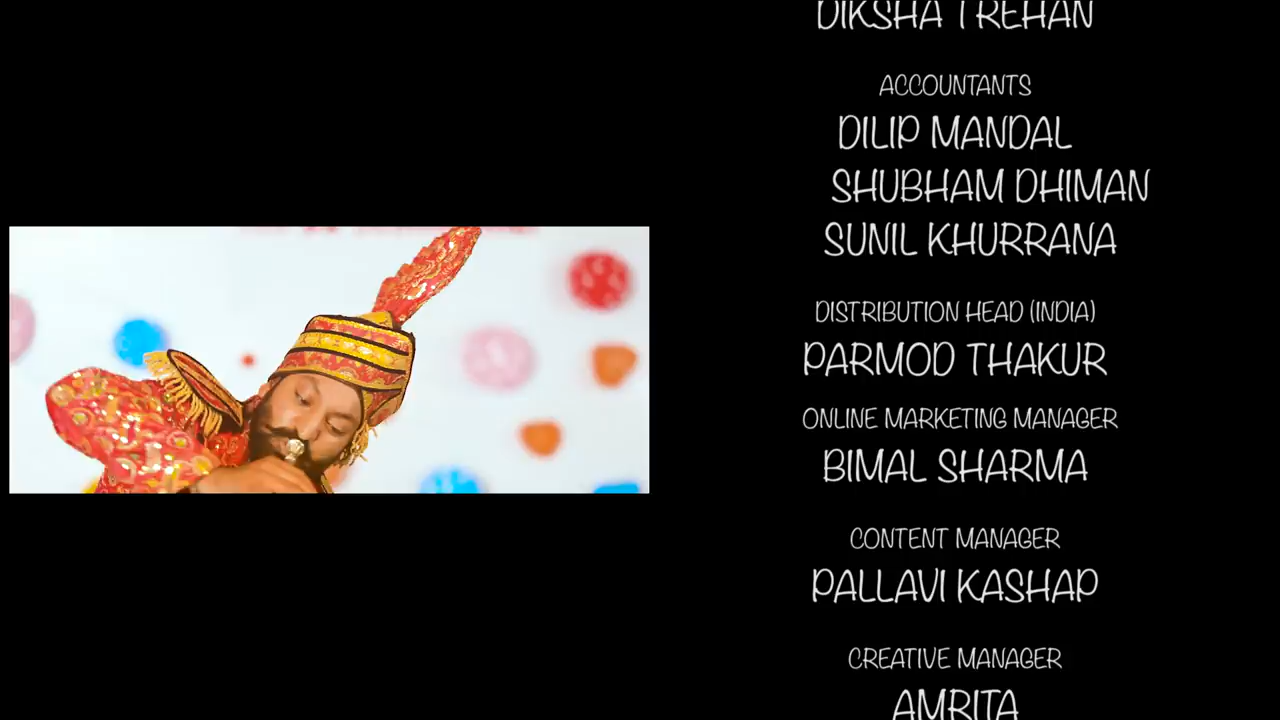 DIKSHA TREHAN
ACCOUNTANTS
DILIP MANDAL
SHUBHAM DHIMAN
SUNIL KHURRANA
DISTRIBUTION HEAD (INDIA)
PARMOD THAKUR
ONLINE MARKETING MANAGER
BIMAL SHARMA
CONTENT MANAGER
PALLAVI KASHAP
CREATIVE MANAGER
AMRITA